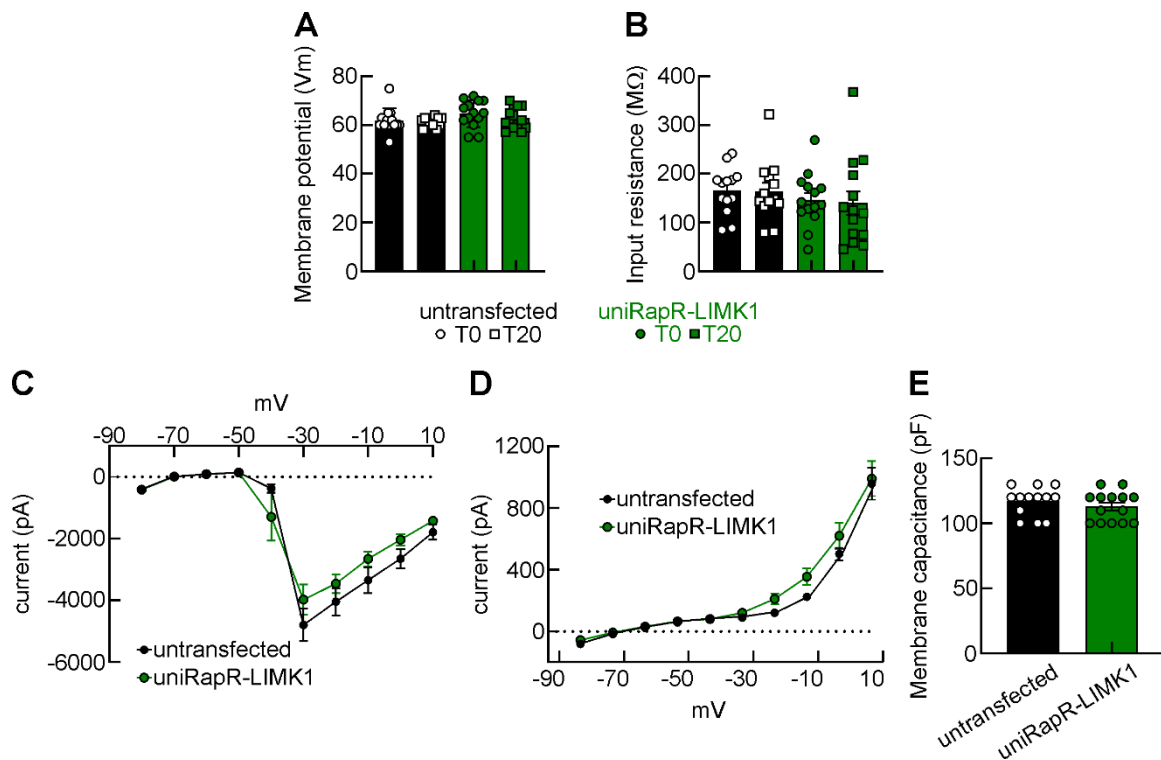 A
Membrane potential (Vm)
80
60
40
20
0
B
Input resistance (MΩ)
400
300
200
100
0
untransfected
T0 T20
uniRapR-LIMK1
T0 T20
C
mV
-90 -70 -50 -30 -10 10
0
-2000
-4000
-6000
current (pA)
untransfected
uniRapR-LIMK1
D
1200
800
400
0
current (pA)
untransfected
uniRapR-LIMK1
-90 -70 -50 -30 -10 10
mV
E
Membrane capacitance (pF)
150
100
50
0
untransfected
uniRapR-LIMK1